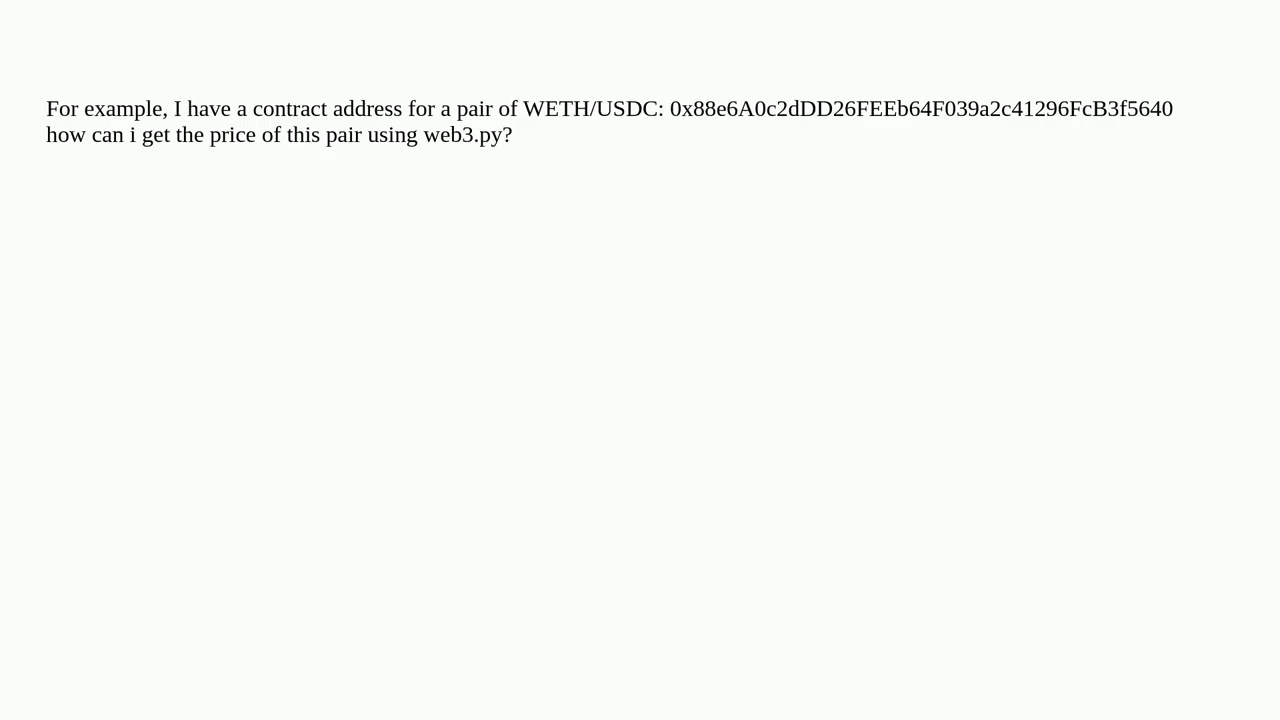 For example, I have a contract address for a pair of WETH/USDC: 0x88e6A0c2dDD26FEEb64F039a2c41296FcB3f5640
how can i get the price of this pair using web3.py?